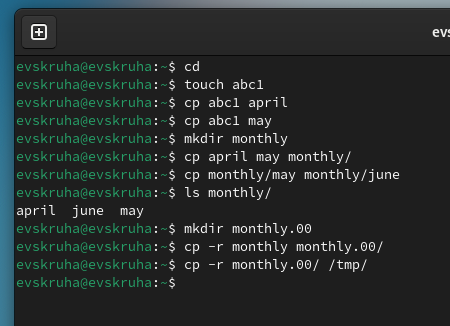 evs
evskruha@evskruha:~$ cd
evskruha@evskruha:~$ touch abc1
evskruha@evskruha:~$ cp abc1 april
evskruha@evskruha:~$ cp abc1 may
evskruha@evskruha:~$ mkdir monthly
evskruha@evskruha:~$ cp april may monthly/
evskruha@evskruha:~$ cp monthly/may monthly/june
evskruha@evskruha:~$ ls monthly/
april  june  may
evskruha@evskruha:~$ mkdir monthly.00
evskruha@evskruha:~$ cp -r monthly monthly.00/
evskruha@evskruha:~$ cp -r monthly.00/ /tmp/
evskruha@evskruha:~$